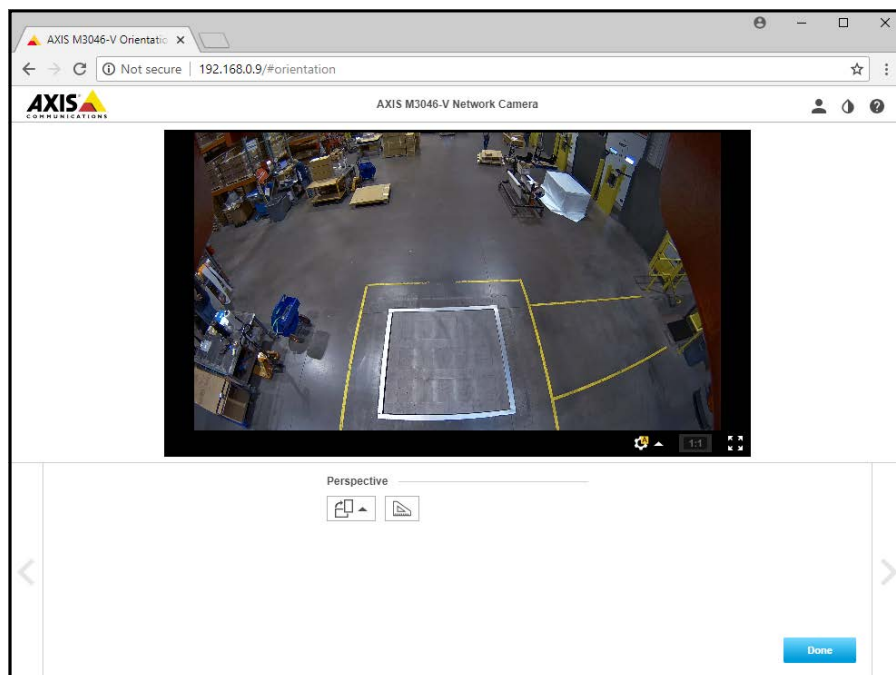 AXIS M3046-V Orientatio
Not secure 192.168.0.9/#orientation
AXIS
COMMUNICATIONS
AXIS M3046-V Network Camera
1:1
Perspective
Done